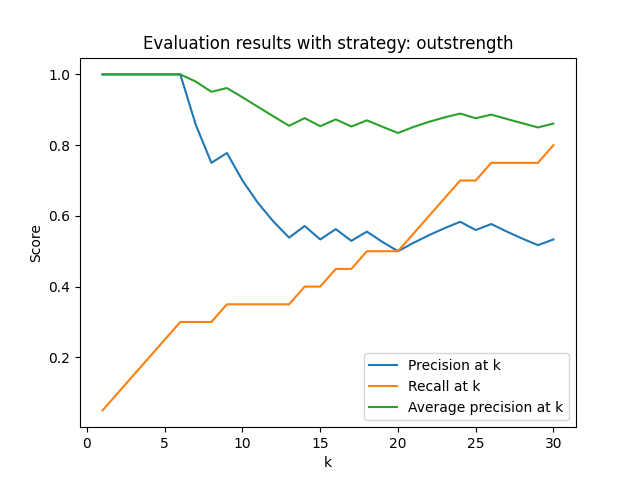 Evaluation results with strategy: outstrength
1.0
0.8
0.6
0.4
0.2
Score
0 5 10 15 20 25 30
k
Precision at k
Recall at k
Average precision at k